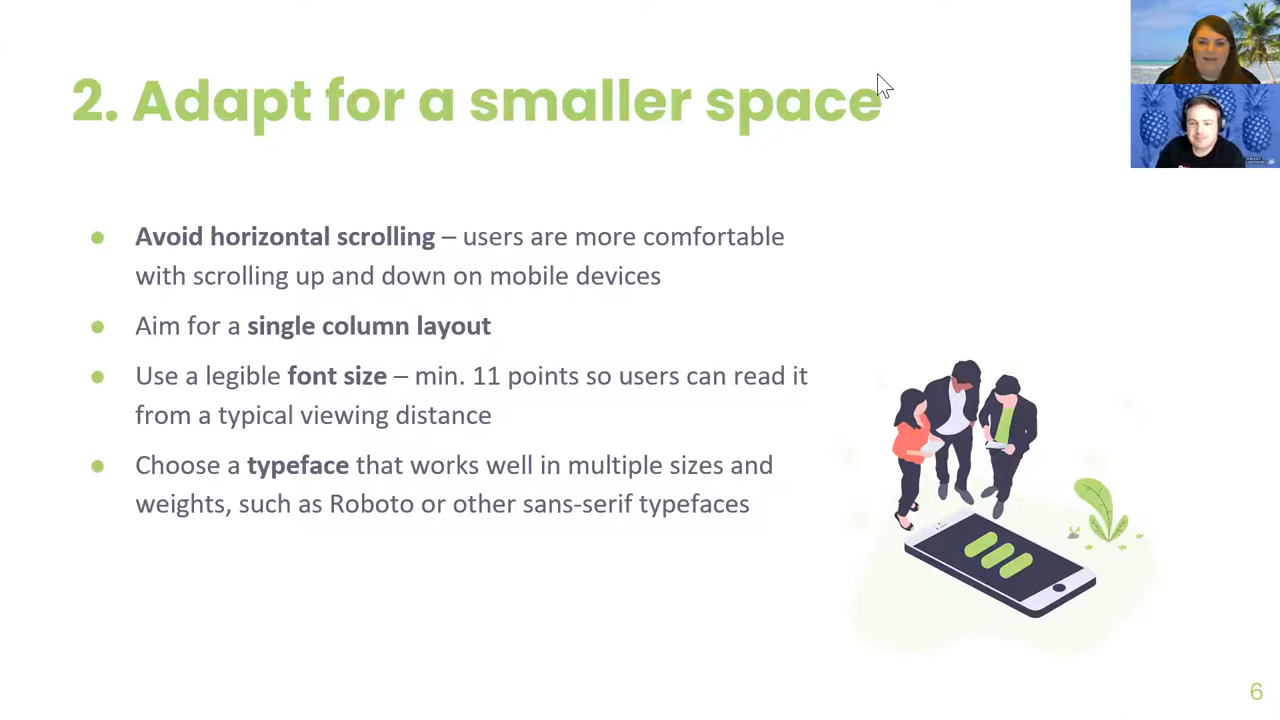 2. Adapt for a smaller space
● Avoid horizontal scrolling – users are more comfortable
with scrolling up and down on mobile devices
● Aim for a single column layout
● Use a legible font size – min. 11 points so users can read it
from a typical viewing distance
● Choose a typeface that works well in multiple sizes and
weights, such as Roboto or other sans-serif typefaces
6